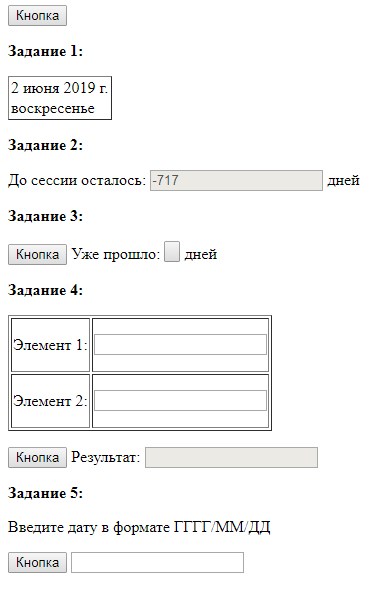 Кнопка
Задание 1:
2 июня 2019 г.
воскресенье
Задание 2:
До сессии осталось: -717 дней
Задание 3:
Кнопка Уже прошло: дней
Задание 4:
Элемент 1:
Элемент 2:
Кнопка Результат:
Задание 5:
Введите дату в формате ГГГГ/ММ/ДД
Кнопка